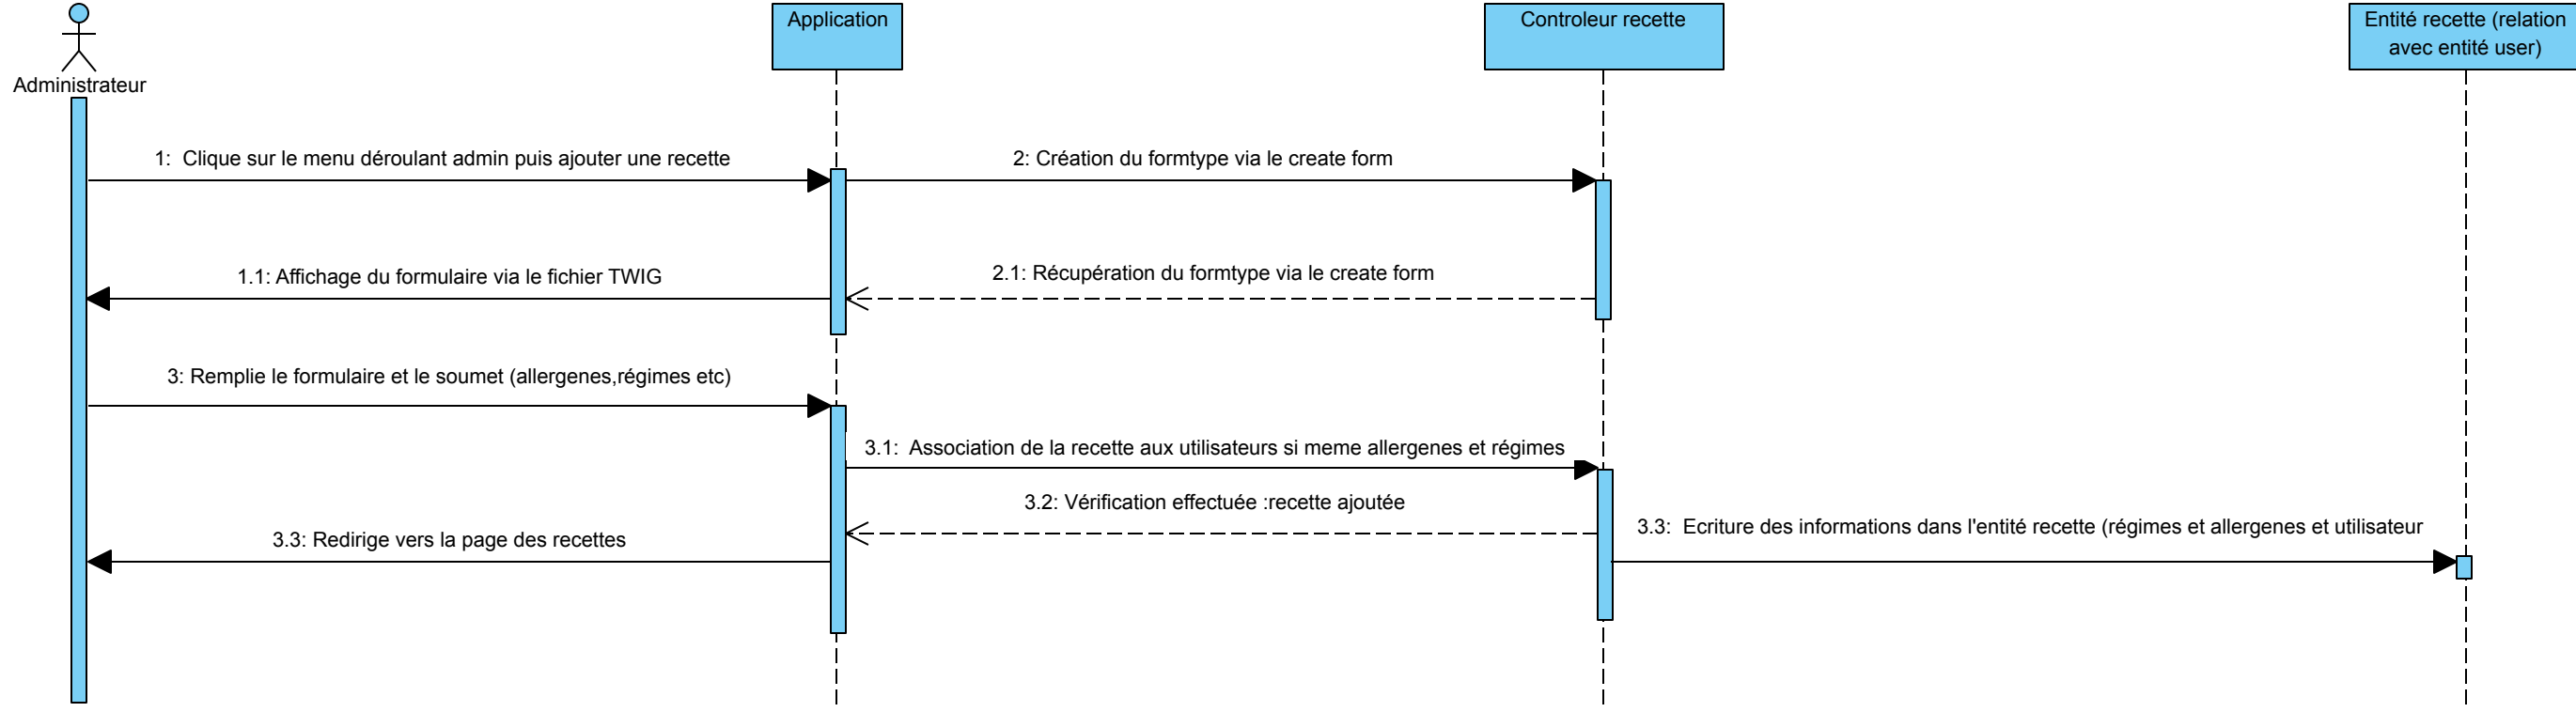 Application
Controleur recette
Entité recette (relation
avec entité user)
Administrateur
1:  Clique sur le menu déroulant admin puis ajouter une recette
2: Création du formtype via le create form
1.1: Affichage du formulaire via le fichier TWIG
2.1: Récupération du formtype via le create form
3: Remplie le formulaire et le soumet (allergenes,régimes etc)
3.1:  Association de la recette aux utilisateurs si meme allergenes et régimes
3.2: Vérification effectuée :recette ajoutée
3.3: Redirige vers la page des recettes
3.3:  Ecriture des informations dans l'entité recette (régimes et allergenes et utilisateur